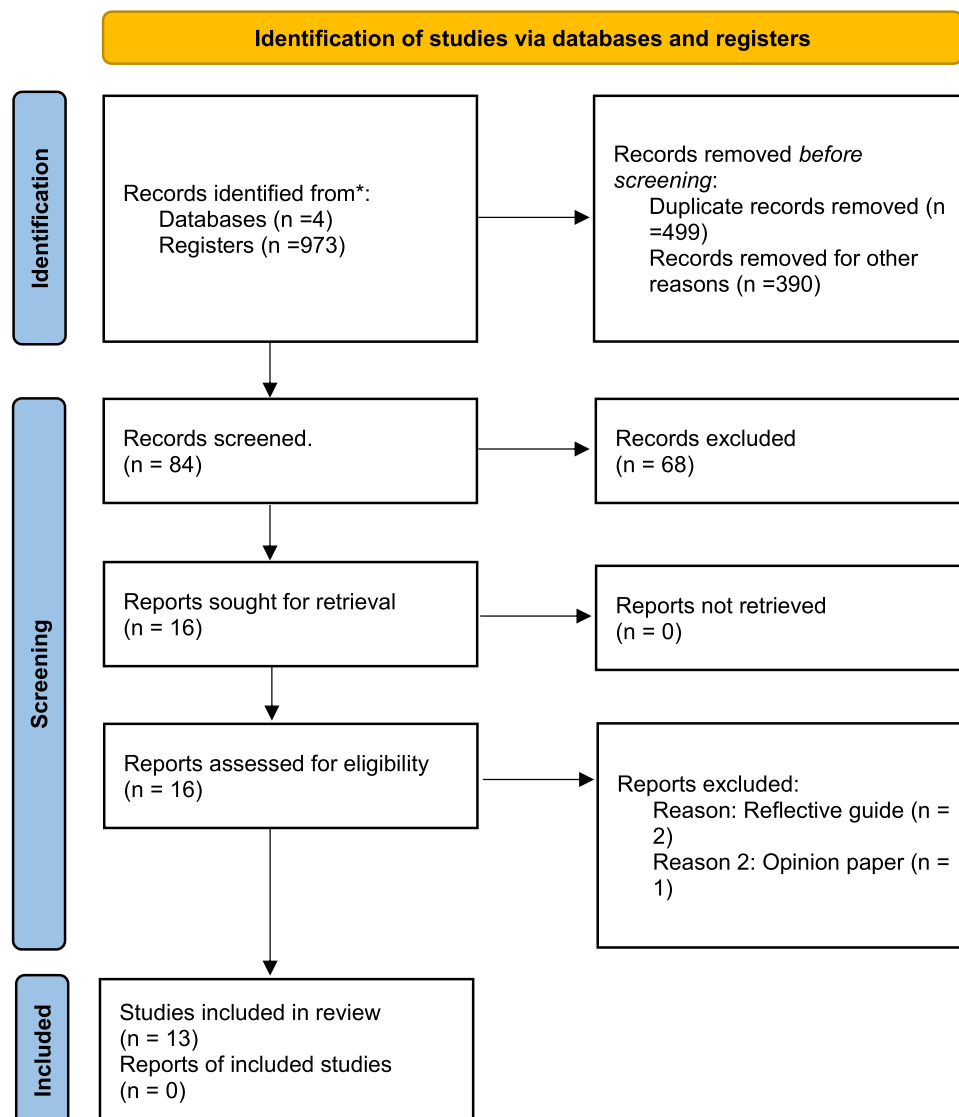 Identification of studies via databases and registers
Identification
Records identified from*:
Databases (n =4)
Registers (n =973)
Records removed before
screening:
Duplicate records removed (n
=499)
Records removed for other
reasons (n =390)
Screening
Records screened.
(n = 84)
Records excluded
(n = 68)
Reports sought for retrieval
(n = 16)
Reports not retrieved
(n = 0)
Reports assessed for eligibility
(n = 16)
Reports excluded:
Reason: Reflective guide (n =
2)
Reason 2: Opinion paper (n =
1)
Included
Studies included in review
(n = 13)
Reports of included studies
(n = 0)